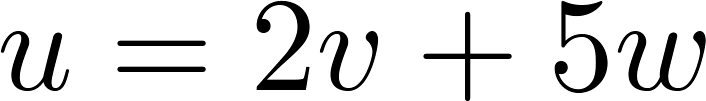 u = 2v + 5w